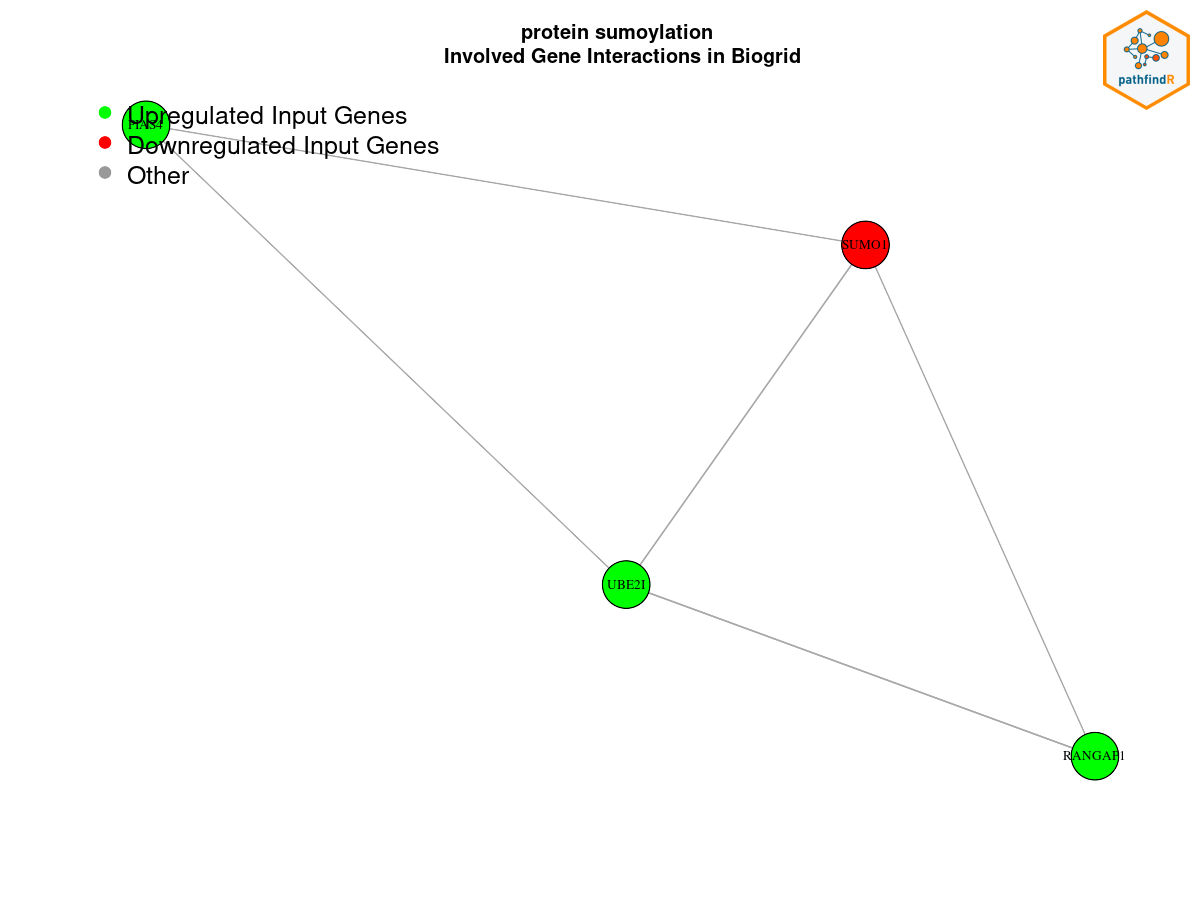 protein sumoylation
Involved Gene Interactions in Biogrid
pathfindR
Upregulated Input Genes
PIAS4
Downregulated Input Genes
Other
SUMO1
UBE2I
RANGAP1